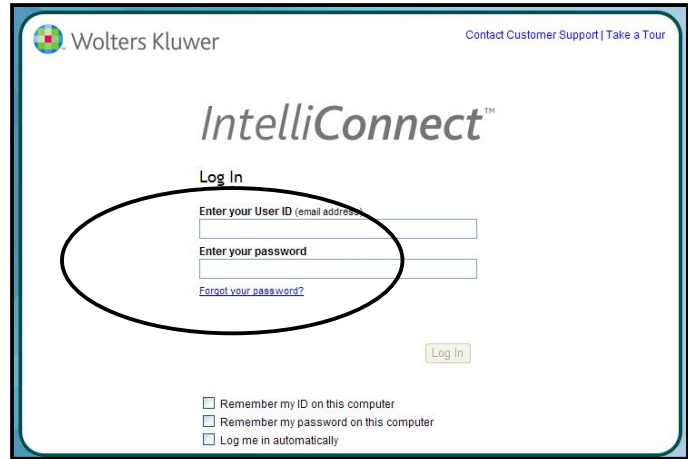 Wolters Kluwer
Contact Customer Support | Take a Tour
IntelliConnect™
Log In
Enter your User ID (email address)
Enter your password
Forgot your password?
Log In
Remember my ID on this computer
Remember my password on this computer
Log me in automatically